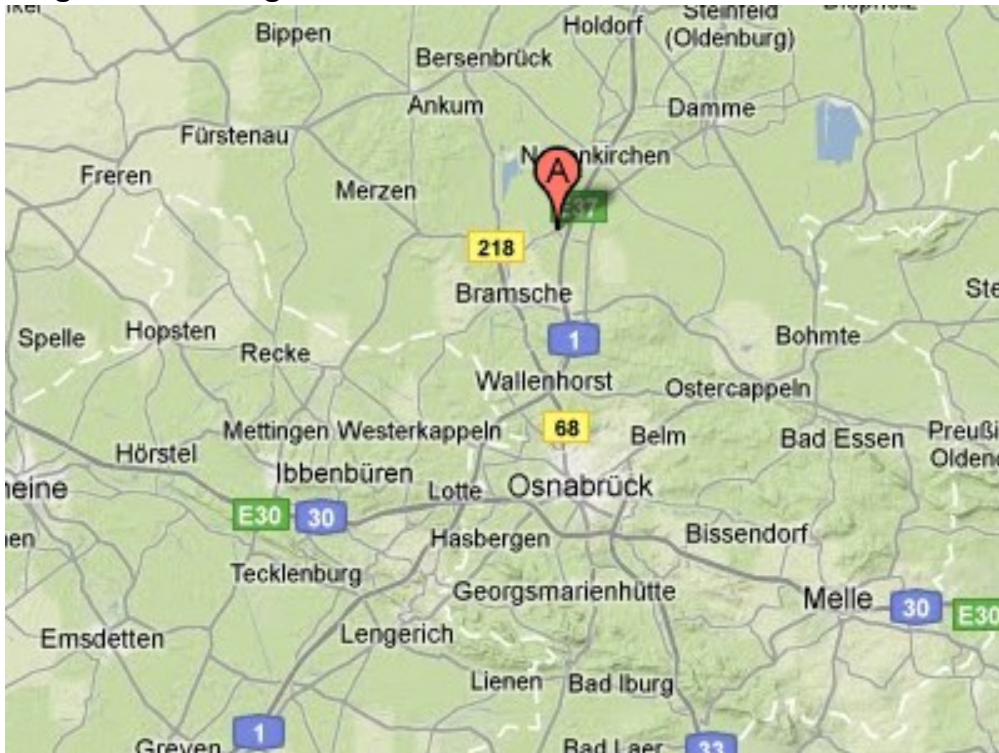 Bippen
Holdorf
Steinfeld
(Oldenburg)
Bersenbrück
Ankum
Damme
Fürstenau
Freren
Merzen
A
E37
218
Bramsche
Spelle
Hopsten
Recke
1
Bohmte
Wallenhorst
Ostercappeln
Mettingen
Westerkappeln
68
Belm
Bad Essen
Hörstel
Ibbenbüren
Lotte
Osnabrück
E30
30
Hasbergen
Bissendorf
Tecklenburg
Georgsmarienhütte
Melle
30
E30
Emsdetten
Lengerich
Lienen
Bad Iburg
1
Greven
Bad Laer
33